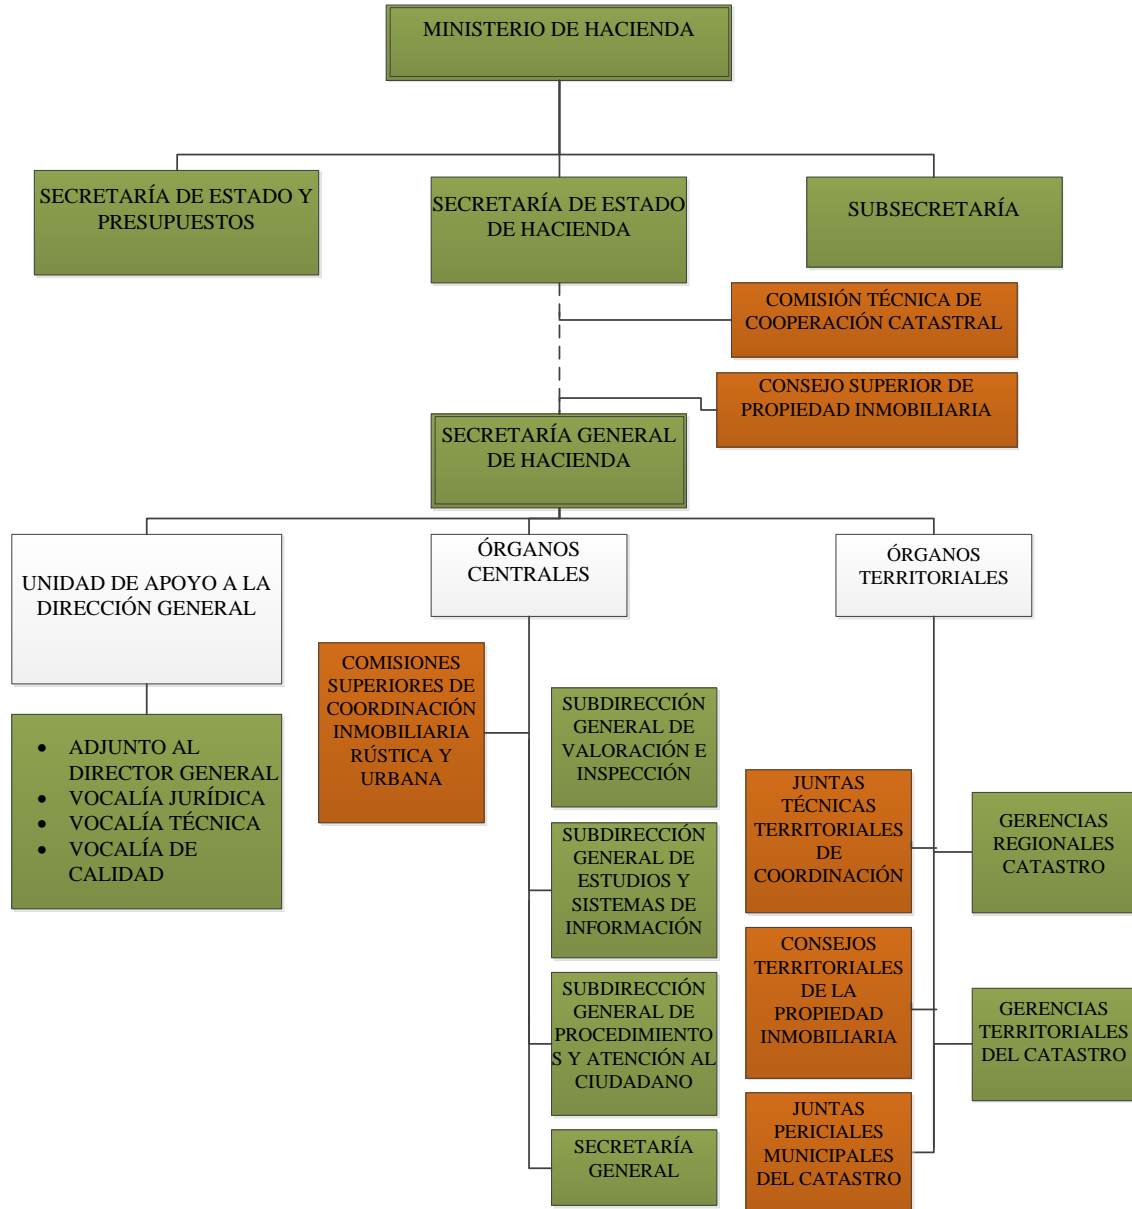 MINISTERIO DE HACIENDA
SECRETARÍA DE ESTADO Y
PRESUPUESTOS
SECRETARÍA DE ESTADO
DE HACIENDA
SUBSECRETARÍA
COMISIÓN TÉCNICA DE
COOPERACIÓN CATASTRAL
CONSEJO SUPERIOR DE
PROPIEDAD INMOBILIARIA
SECRETARÍA GENERAL
DE HACIENDA
UNIDAD DE APOYO A LA
DIRECCIÓN GENERAL
ÓRGANOS
CENTRALES
ÓRGANOS
TERRITORIALES
• ADJUNTO AL
DIRECTOR GENERAL
• VOCALÍA JURÍDICA
• VOCALÍA TÉCNICA
• VOCALÍA DE
CALIDAD
COMISIONES
SUPERIORES DE
COORDINACIÓN
INMOBILIARIA
RÚSTICA Y
URBANA
SUBDIRECCIÓN
GENERAL DE
VALORACIÓN E
INSPECCIÓN
SUBDIRECCIÓN
GENERAL DE
ESTUDIOS Y
SISTEMAS DE
INFORMACIÓN
SUBDIRECCIÓN
GENERAL DE
PROCEDIMIENTO
S Y ATENCIÓN AL
CIUDADANO
SECRETARÍA
GENERAL
JUNTAS
TÉCNICAS
TERRITORIALES
DE
COORDINACIÓN
CONSEJOS
TERRITORIALES
DE LA
PROPIEDAD
INMOBILIARIA
JUNTAS
PERICIALES
MUNICIPALES
DEL CATASTRO
GERENCIAS
REGIONALES
CATASTRO
GERENCIAS
TERRITORIALES
DEL CATASTRO